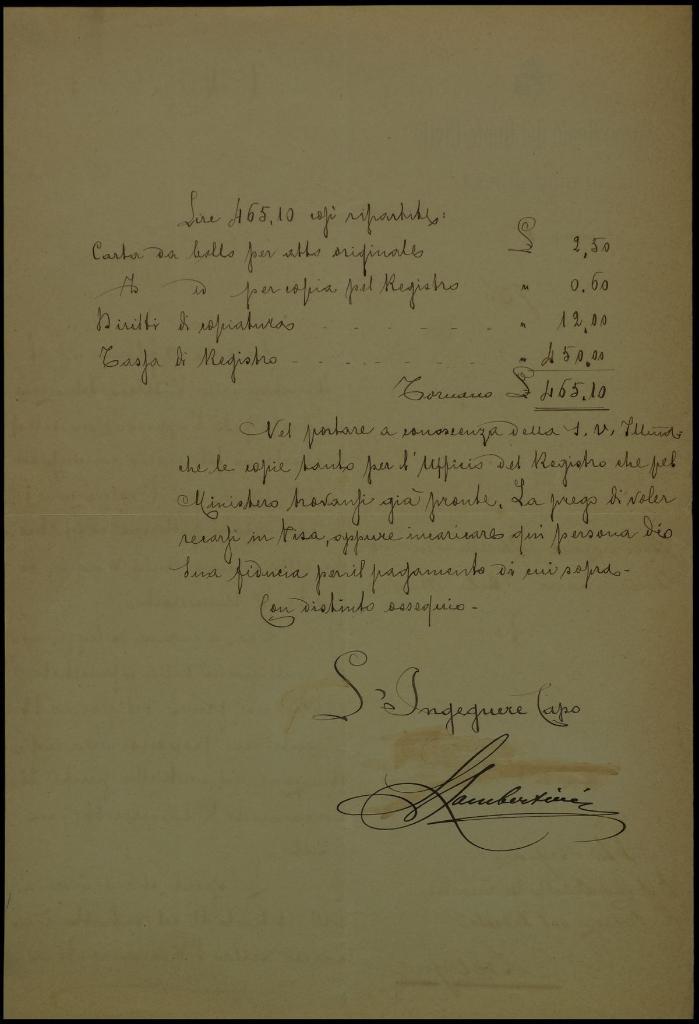 Lire 465,10 così ripartite:
Carta da bollo per atto originale £ 2,50
Id id per copia pel Registro " 0.60
Diritti di copiatura - - - - - - " 12,00
Tassa di Registro - - - - - - " 450,00
Tornano £ 465,10
Nel portare a conoscenza della S. V. Illma
che le copie tanto per l'Ufficio del Registro che pel
Ministero trovansi già pronte, La prego di voler
recarsi in Pisa, oppure incaricare qui persona di
Sua fiducia per il pagamento di cui sopra -
Con distinto ossequio -
L'Ingegnere Capo
Lambertini